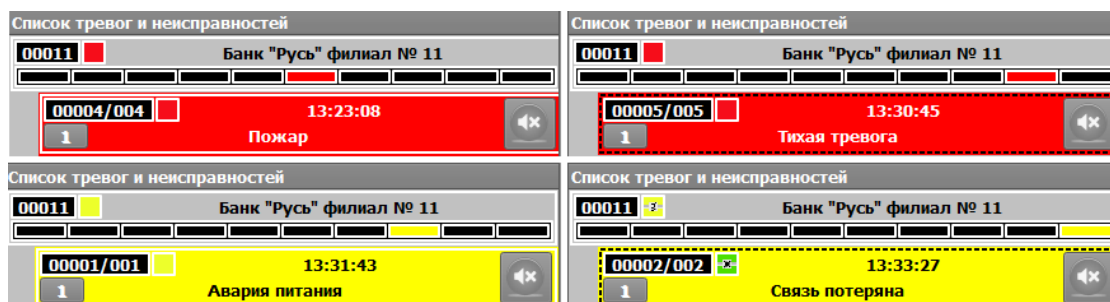 Список тревог и неисправностей
00011 Банк "Русь" филиал № 11
00004/004 13:23:08
1 Пожар
Список тревог и неисправностей
00011 Банк "Русь" филиал № 11
00005/005 13:30:45
1 Тихая тревога
Список тревог и неисправностей
00011 Банк "Русь" филиал № 11
00001/001 13:31:43
1 Авария питания
Список тревог и неисправностей
00011 Банк "Русь" филиал № 11
00002/002 13:33:27
1 Связь потеряна